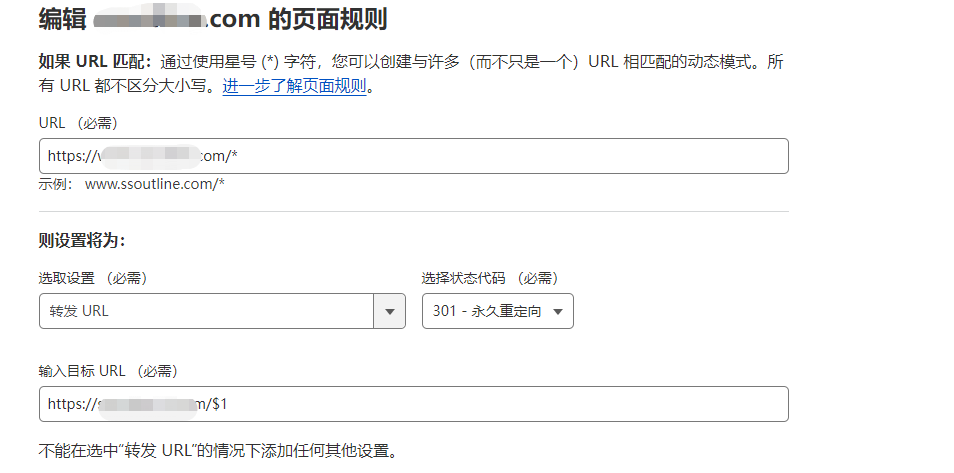 编辑 .com 的页面规则
如果 URL 匹配：通过使用星号 (*) 字符，您可以创建与许多（而不只是一个）URL 相匹配的动态模式。所
有 URL 都不区分大小写。进一步了解页面规则。
URL （必需）
https://w com/*
示例： www.ssoutline.com/*
则设置将为：
选取设置 （必需）
选择状态代码 （必需）
转发 URL
301 - 永久重定向
输入目标 URL （必需）
https://s m/$1
不能在选中“转发 URL”的情况下添加任何其他设置。